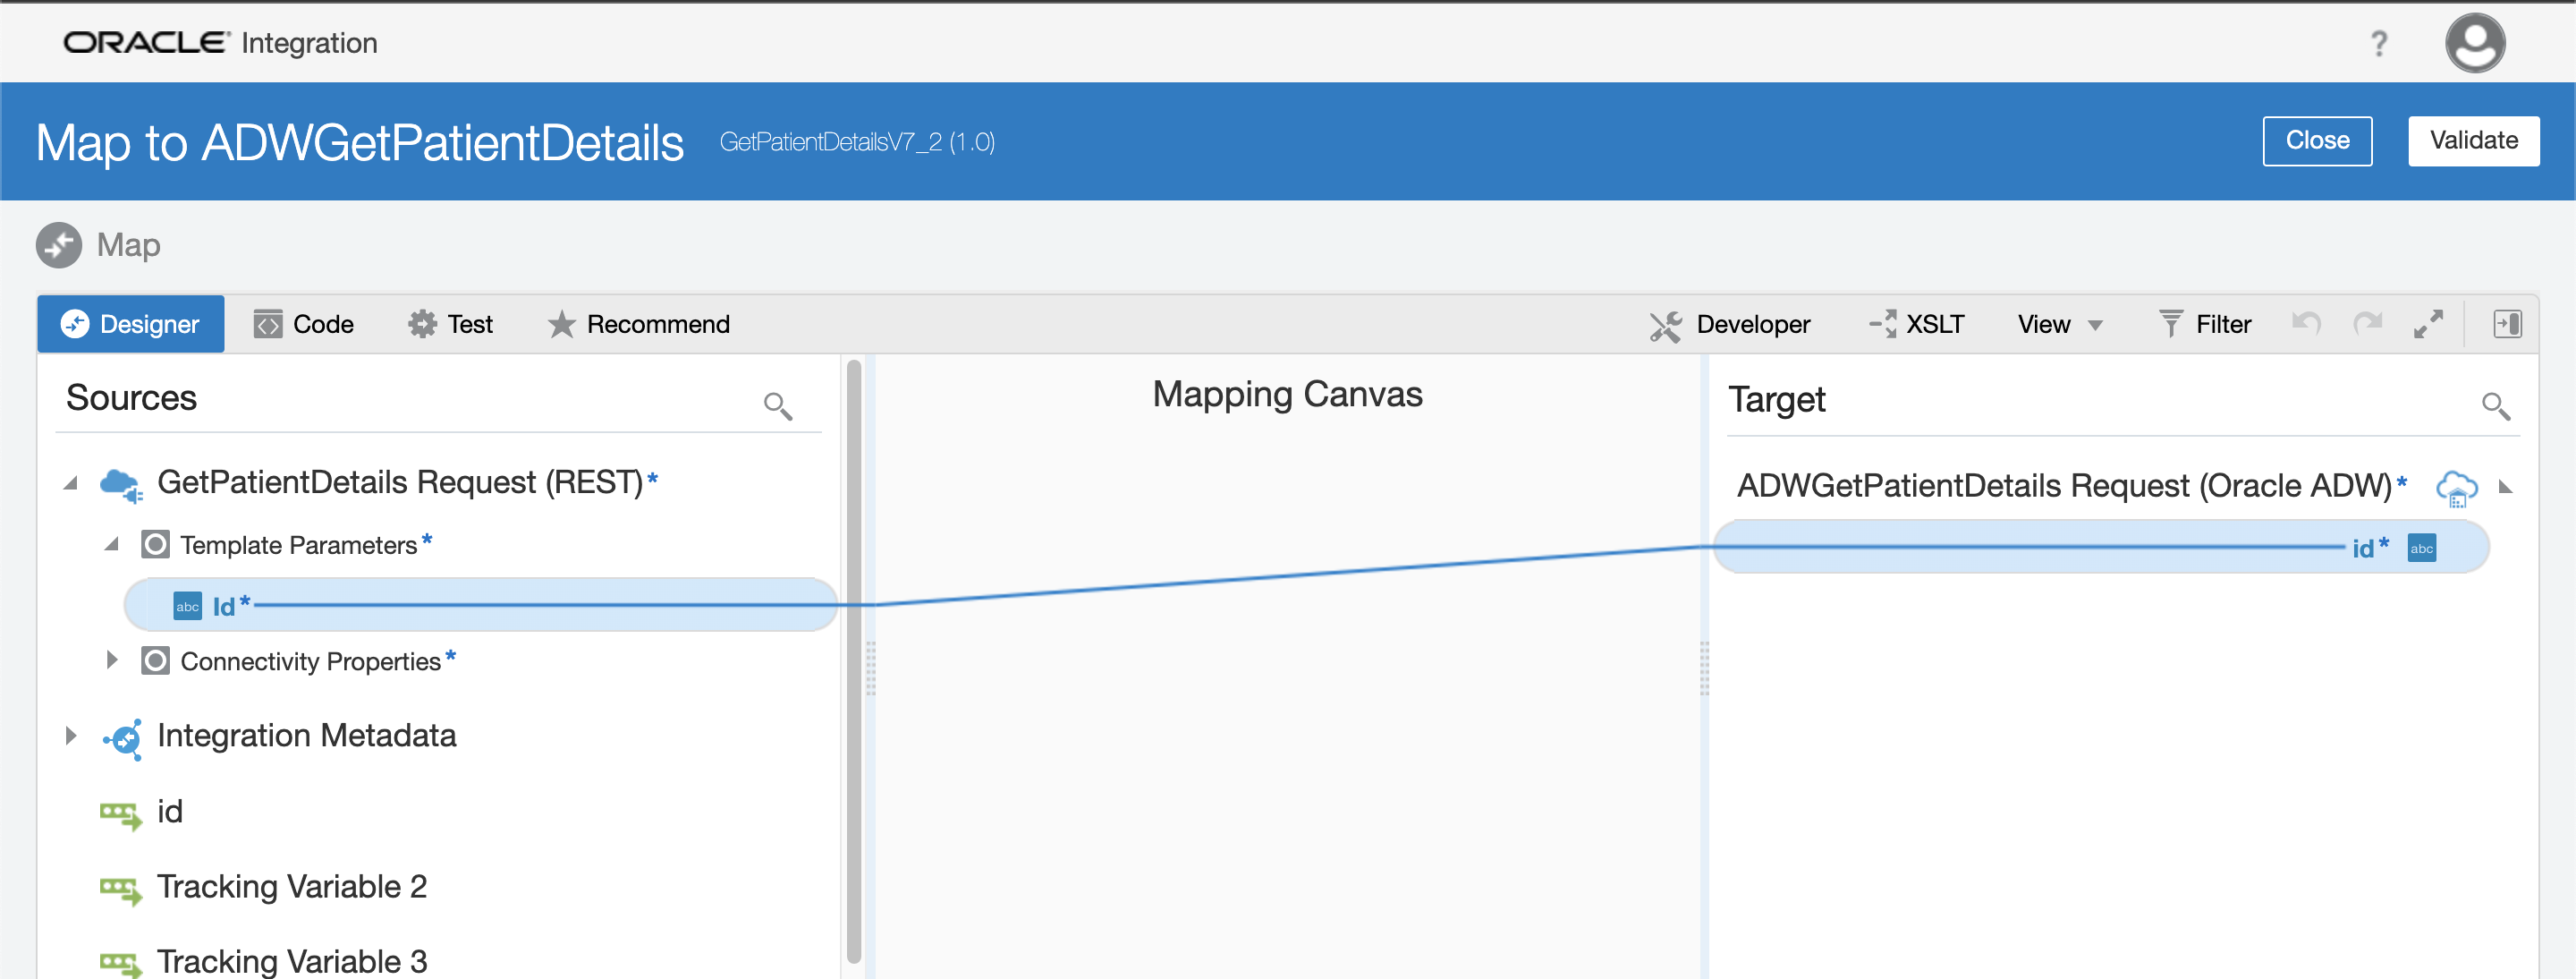 ORACLE® Integration
?
Map to ADWGetPatientDetails GetPatientDetailsV7_2 (1.0)
Close Validate
Map
Designer Code Test Recommend Developer XSLT View Filter
Sources
Mapping Canvas
Target
GetPatientDetails Request (REST)*
ADWGetPatientDetails Request (Oracle ADW)*
Template Parameters*
id* abc
abc Id*
Connectivity Properties*
Integration Metadata
id
Tracking Variable 2
Tracking Variable 3